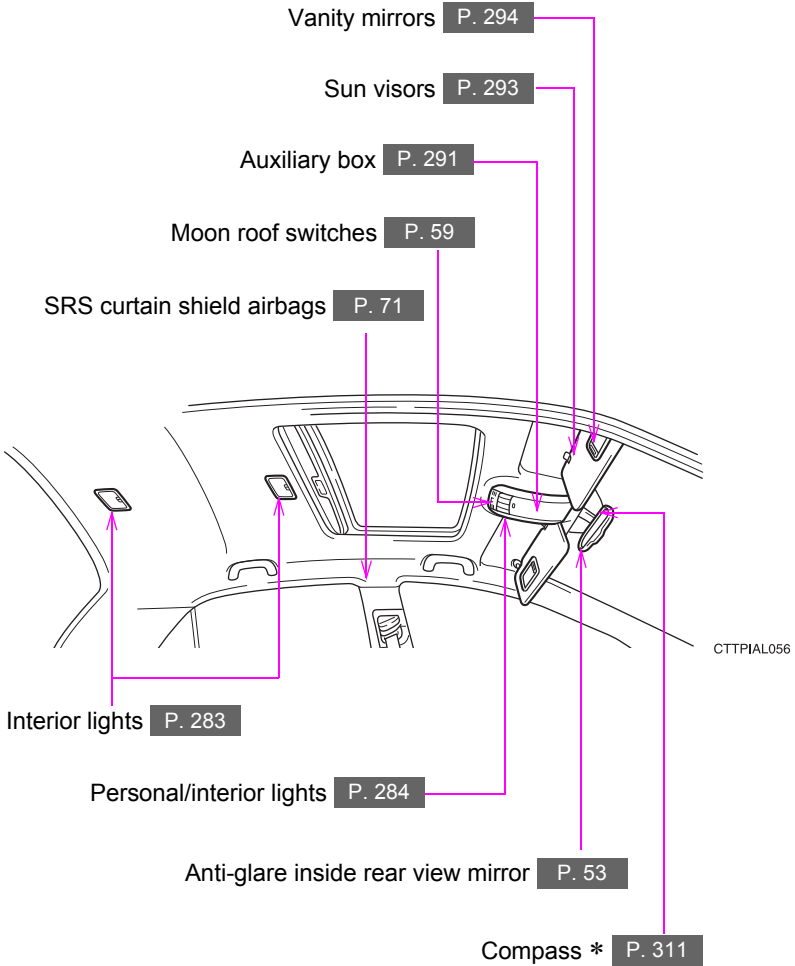 Vanity mirrors P. 294
Sun visors P. 293
Auxiliary box P. 291
Moon roof switches P. 59
SRS curtain shield airbags P. 71
CTTPIAL056
Interior lights P. 283
Personal/interior lights P. 284
Anti-glare inside rear view mirror P. 53
Compass * P. 311